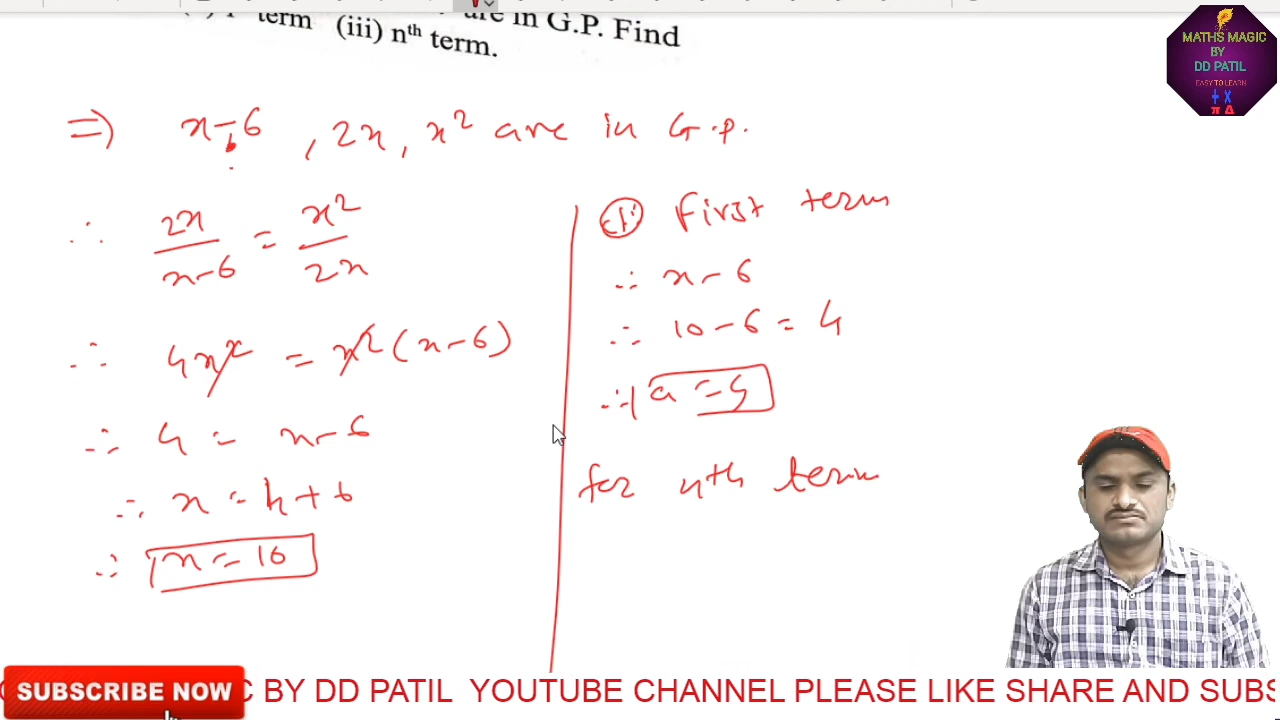 term (iii) nth term.
are in G.P. Find
MATHS MAGIC
BY
DD PATIL
EASY TO LEARN
+ X
π Δ
=) x-6, 2x, x² are in G.P.
∴ 2x/x-6 = x²/2x
∴ 4x² = x²(x-6)
∴ 4 = x-6
∴ x = 4+6
∴ x = 10
(i) First term
∴ x-6
∴ 10-6 = 4
∴ a = 4
for nth term
SUBSCRIBE NOW
C BY DD PATIL YOUTUBE CHANNEL PLEASE LIKE SHARE AND SUBS